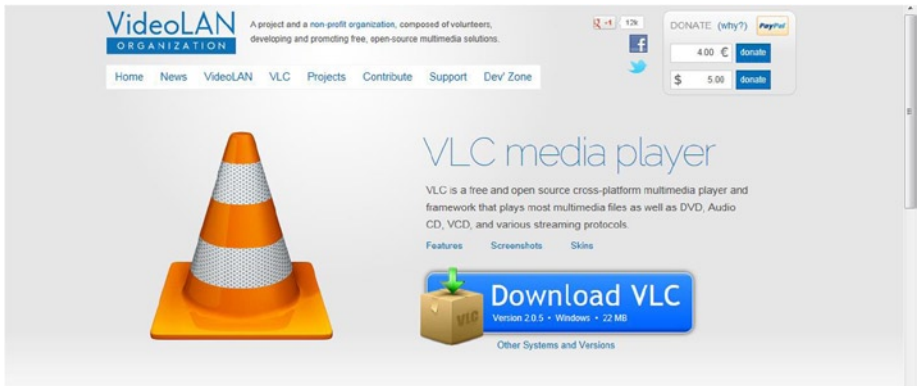 VideoLAN
ORGANIZATION
A project and a non-profit organization, composed of volunteers,
developing and promoting free, open-source multimedia solutions.
+1 12k
DONATE (why?) PayPal
4.00 € donate
$ 5.00 donate
Home News VideoLAN VLC Projects Contribute Support Dev' Zone
VLC media player
VLC is a free and open source cross-platform multimedia player and
framework that plays most multimedia files as well as DVD, Audio
CD, VCD, and various streaming protocols.
Features Screenshots Skins
VLC
Download VLC
Version 2.0.5 • Windows • 22 MB
Other Systems and Versions